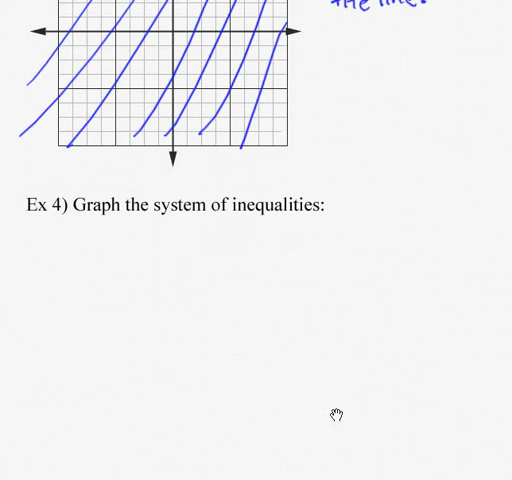 the line.
Ex 4) Graph the system of inequalities: